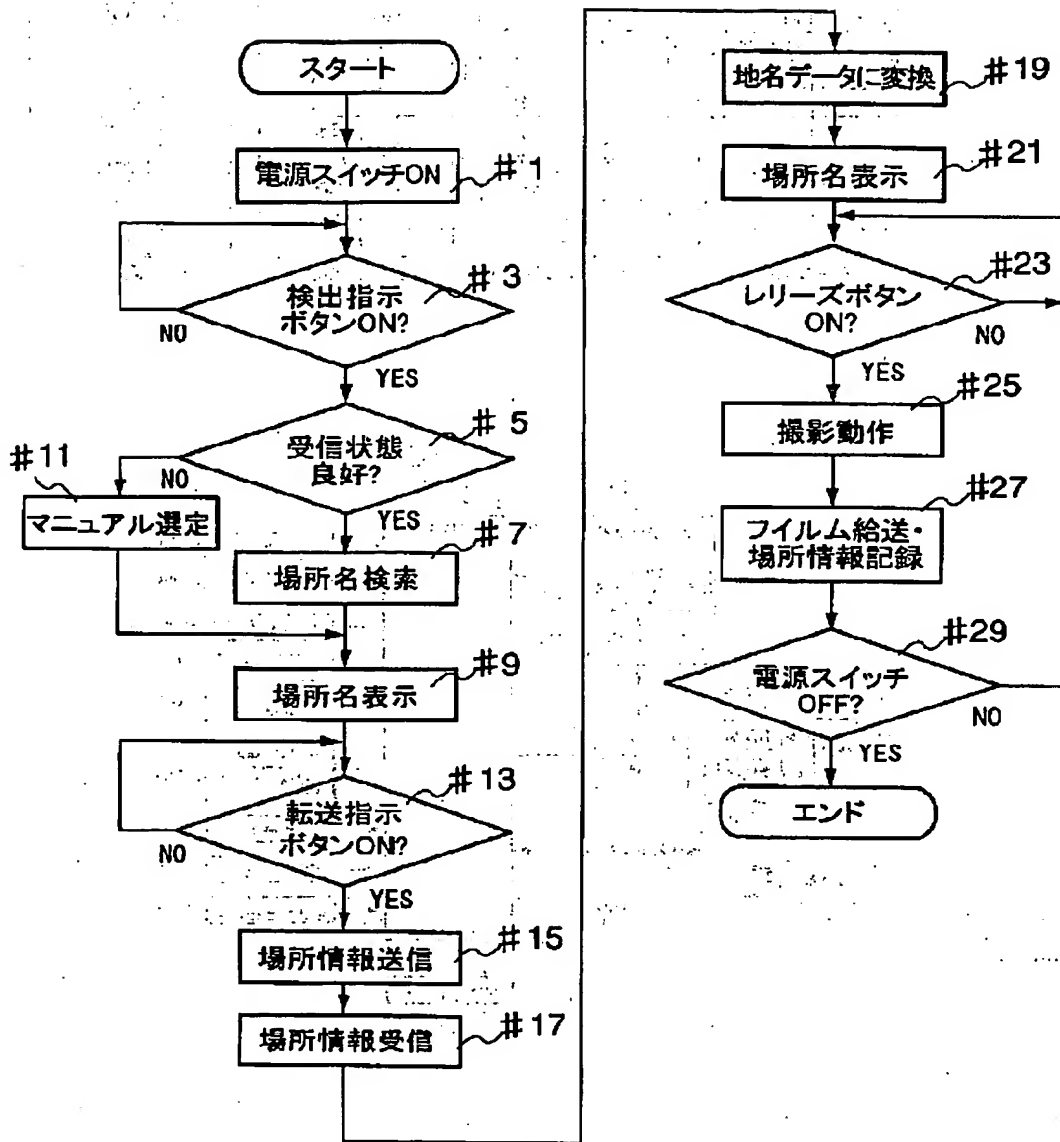 スタート
電源スイッチON
#1
検出指示
ボタンON?
#3
NO
YES
受信状態
良好?
#5
NO
YES
#11
マニュアル選定
場所名検索
#7
場所名表示
#9
転送指示
ボタンON?
#13
NO
YES
場所情報送信
#15
場所情報受信
#17
地名データに変換
#19
場所名表示
#21
レリーズボタン
ON?
#23
NO
YES
撮影動作
#25
フイルム給送・
場所情報記録
#27
電源スイッチ
OFF?
#29
NO
YES
エンド